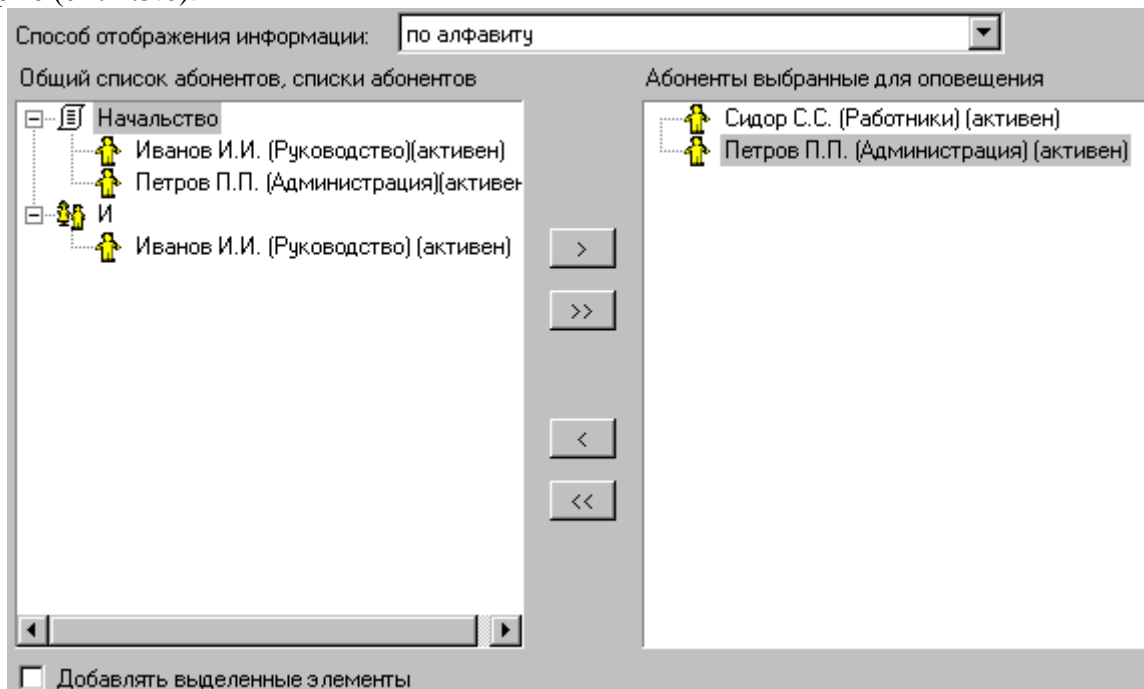 Способ отображения информации: по алфавиту
Общий список абонентов, списки абонентов
Начальство
Иванов И.И. (Руководство)(активен)
Петров П.П. (Администрация)(активен
И
Иванов И.И. (Руководство) (активен)
>
>>
<
<<
Абоненты выбранные для оповещения
Сидор С.С. (Работники) (активен)
Петров П.П. (Администрация) (активен)
Добавлять выделенные элементы